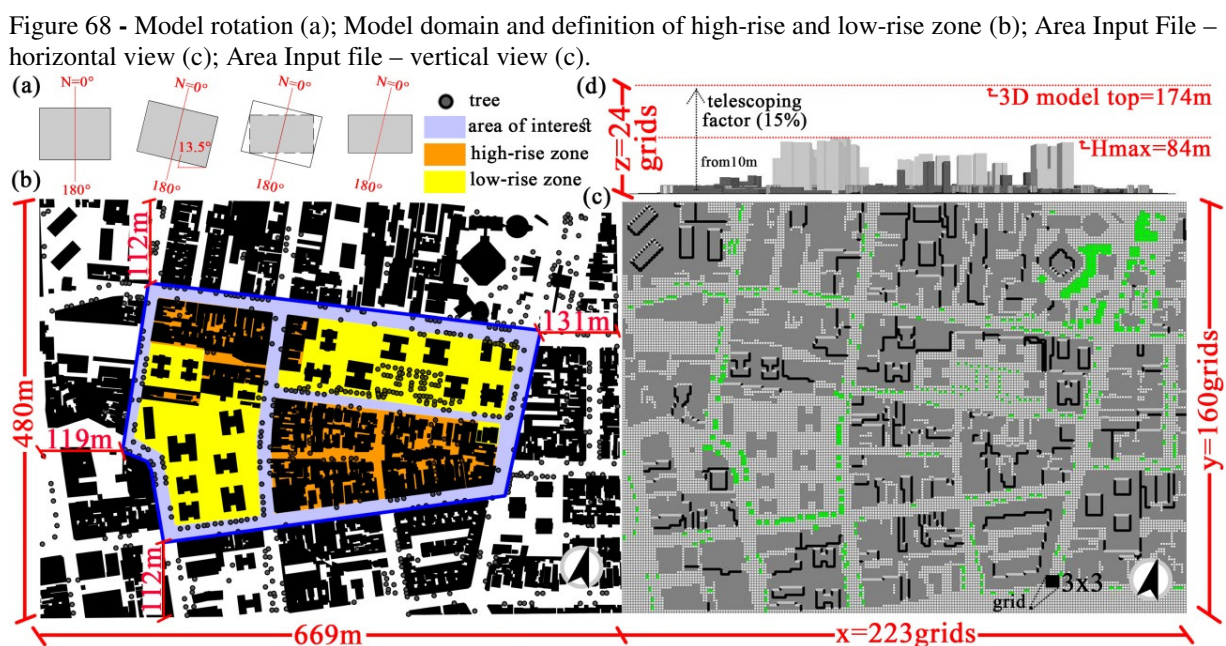 Figure 68 - Model rotation (a); Model domain and definition of high-rise and low-rise zone (b); Area Input File –
horizontal view (c); Area Input file – vertical view (c).
(a)
N=0°
N=0°
N=0°
N=0°
13.5°
180°
180°
180°
180°
tree
area of interest
high-rise zone
low-rise zone
(d)
z=24
grids
telescoping
factor (15%)
from10m
3D model top=174m
Hmax=84m
(b)
112m
131m
480m
119m
112m
669m
(c)
y=160grids
3x3
grid
x=223grids